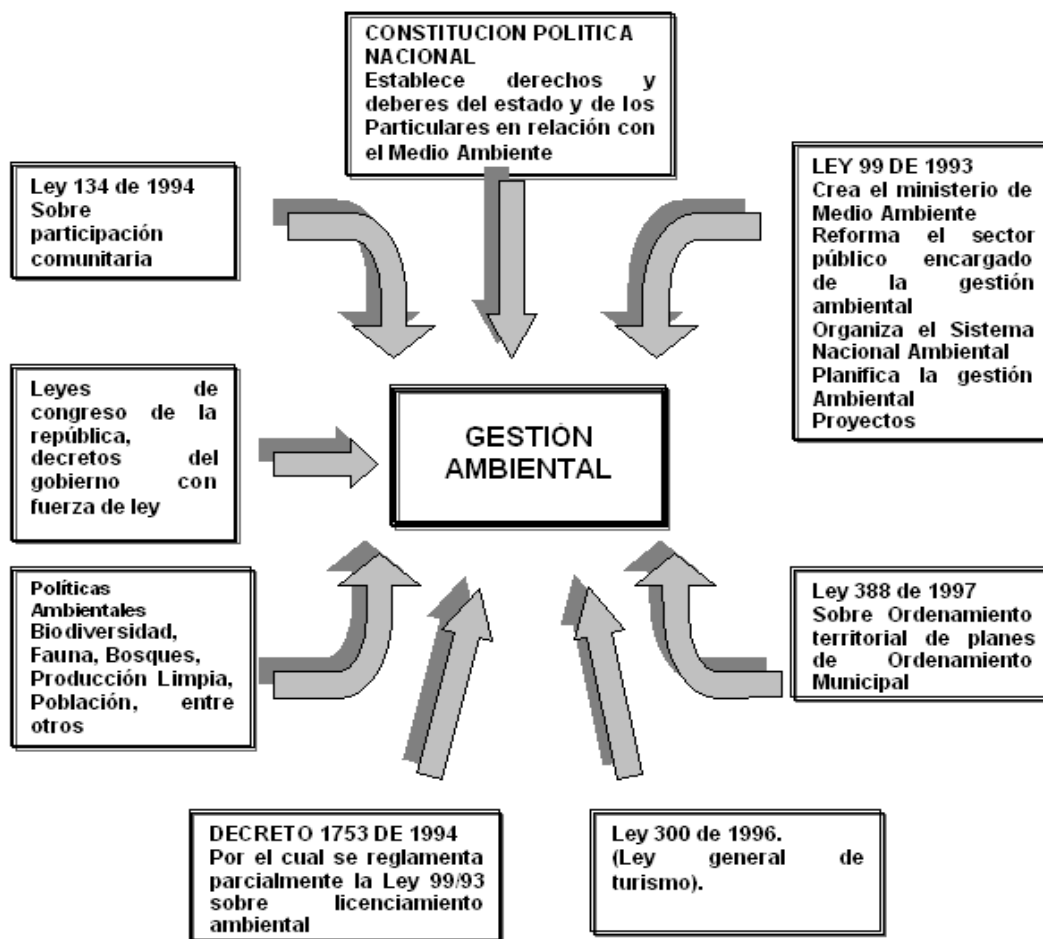 CONSTITUCION POLITICA
NACIONAL
Establece derechos y
deberes del estado y de los
Particulares en relación con
el Medio Ambiente
Ley 134 de 1994
Sobre
participación
comunitaria
LEY 99 DE 1993
Crea el ministerio de
Medio Ambiente
Reforma el sector
público encargado
de la gestión
ambiental
Organiza el Sistema
Nacional Ambiental
Planifica la gestión
Ambiental
Proyectos
Leyes de
congreso de la
república,
decretos del
gobierno con
fuerza de ley
GESTIÓN
AMBIENTAL
Políticas
Ambientales
Biodiversidad,
Fauna, Bosques,
Producción Limpia,
Población, entre
otros
Ley 388 de 1997
Sobre Ordenamiento
territorial de planes
de Ordenamiento
Municipal
DECRETO 1753 DE 1994
Por el cual se reglamenta
parcialmente la Ley 99/93
sobre licenciamiento
ambiental
Ley 300 de 1996.
(Ley general de
turismo).